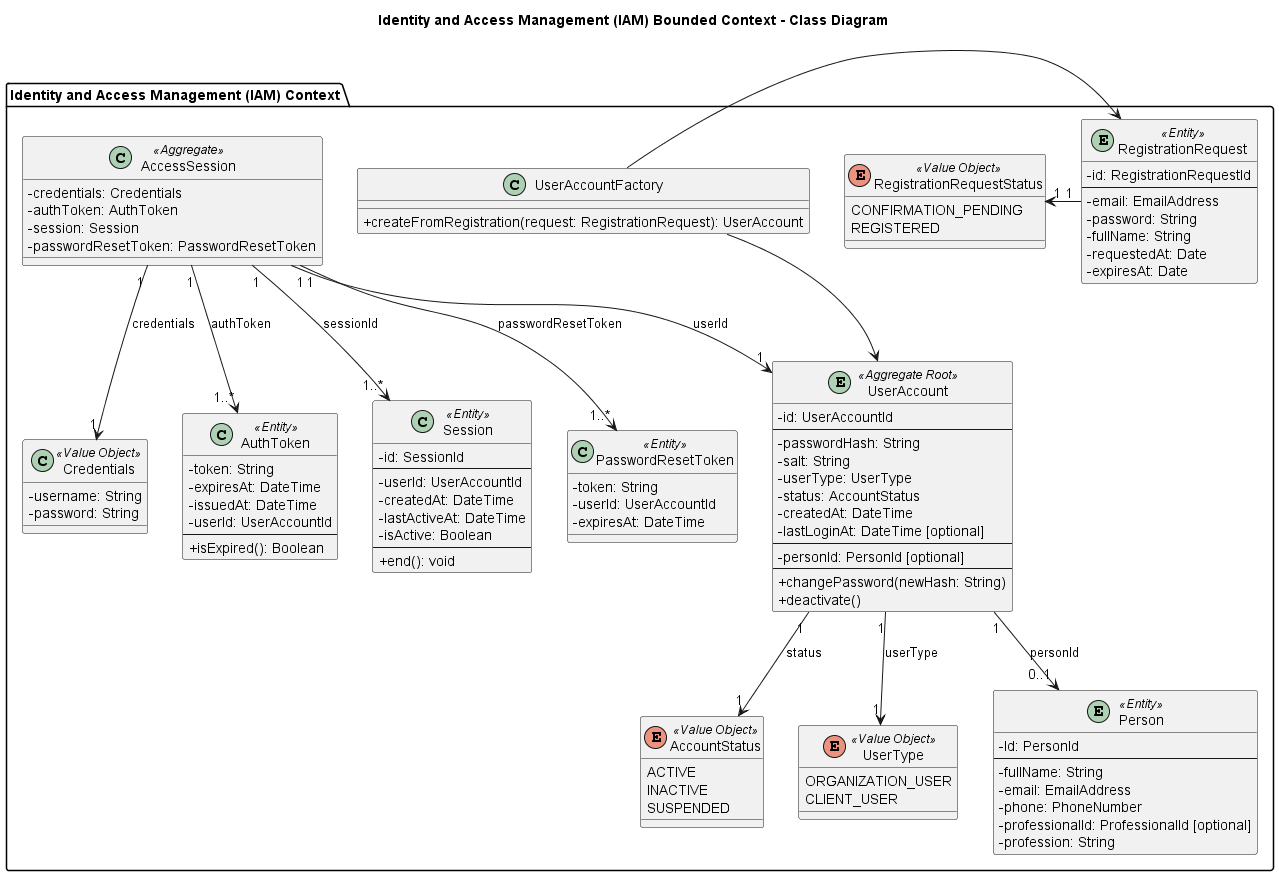 Identity and Access Management (IAM) Bounded Context - Class Diagram
Identity and Access Management (IAM) Context
C
«Aggregate»
AccessSession
-credentials: Credentials
-authToken: AuthToken
-session: Session
-passwordResetToken: PasswordResetToken
C
UserAccountFactory
+createFromRegistration(request: RegistrationRequest): UserAccount
E
«Value Object»
RegistrationRequestStatus
CONFIRMATION_PENDING
REGISTERED
1 1
E
«Entity»
RegistrationRequest
-id: RegistrationRequestId
-email: EmailAddress
-password: String
-fullName: String
-requestedAt: Date
-expiresAt: Date
1
1
1
1 1
credentials
authToken
sessionId
passwordResetToken
userId
1
1..*
1..*
1..*
1
C
«Value Object»
Credentials
-username: String
-password: String
C
«Entity»
AuthToken
-token: String
-expiresAt: DateTime
-issuedAt: DateTime
-userId: UserAccountId
+isExpired(): Boolean
C
«Entity»
Session
-id: SessionId
-userId: UserAccountId
-createdAt: DateTime
-lastActiveAt: DateTime
-isActive: Boolean
+end(): void
C
«Entity»
PasswordResetToken
-token: String
-userId: UserAccountId
-expiresAt: DateTime
E
«Aggregate Root»
UserAccount
-id: UserAccountId
-passwordHash: String
-salt: String
-userType: UserType
-status: AccountStatus
-createdAt: DateTime
-lastLoginAt: DateTime [optional]
-personId: PersonId [optional]
+changePassword(newHash: String)
+deactivate()
1
1
1
status
userType
personId
1
1
0..1
E
«Value Object»
AccountStatus
ACTIVE
INACTIVE
SUSPENDED
E
«Value Object»
UserType
ORGANIZATION_USER
CLIENT_USER
E
«Entity»
Person
-Id: PersonId
-fullName: String
-email: EmailAddress
-phone: PhoneNumber
-professionalId: ProfessionalId [optional]
-profession: String